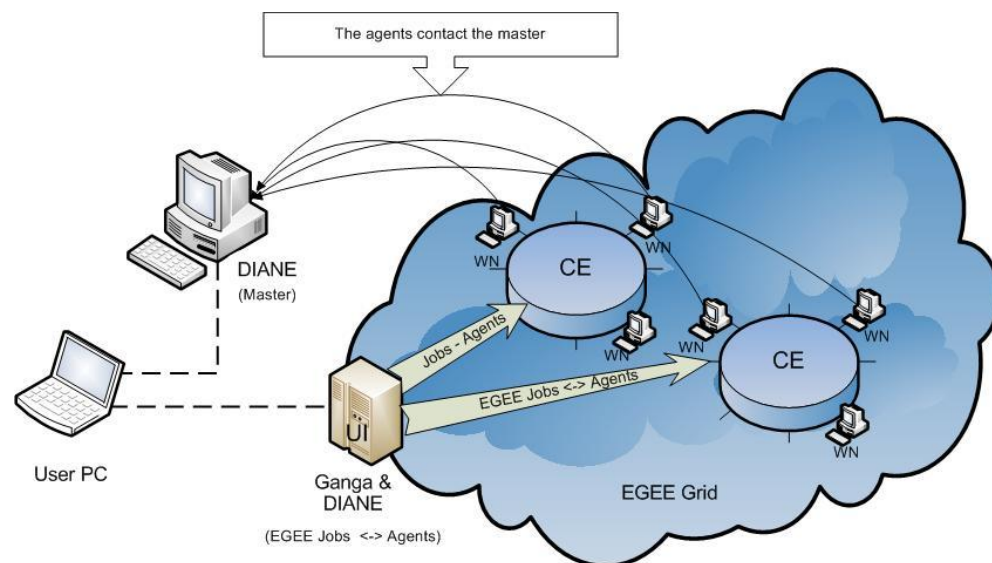 The agents contact the master
DIANE
(Master)
WN
WN
CE
WN
Jobs - Agents
WN
WN
CE
WN
EGEE Jobs <-> Agents
UI
User PC
Ganga &
DIANE
(EGEE Jobs <-> Agents)
EGEE Grid